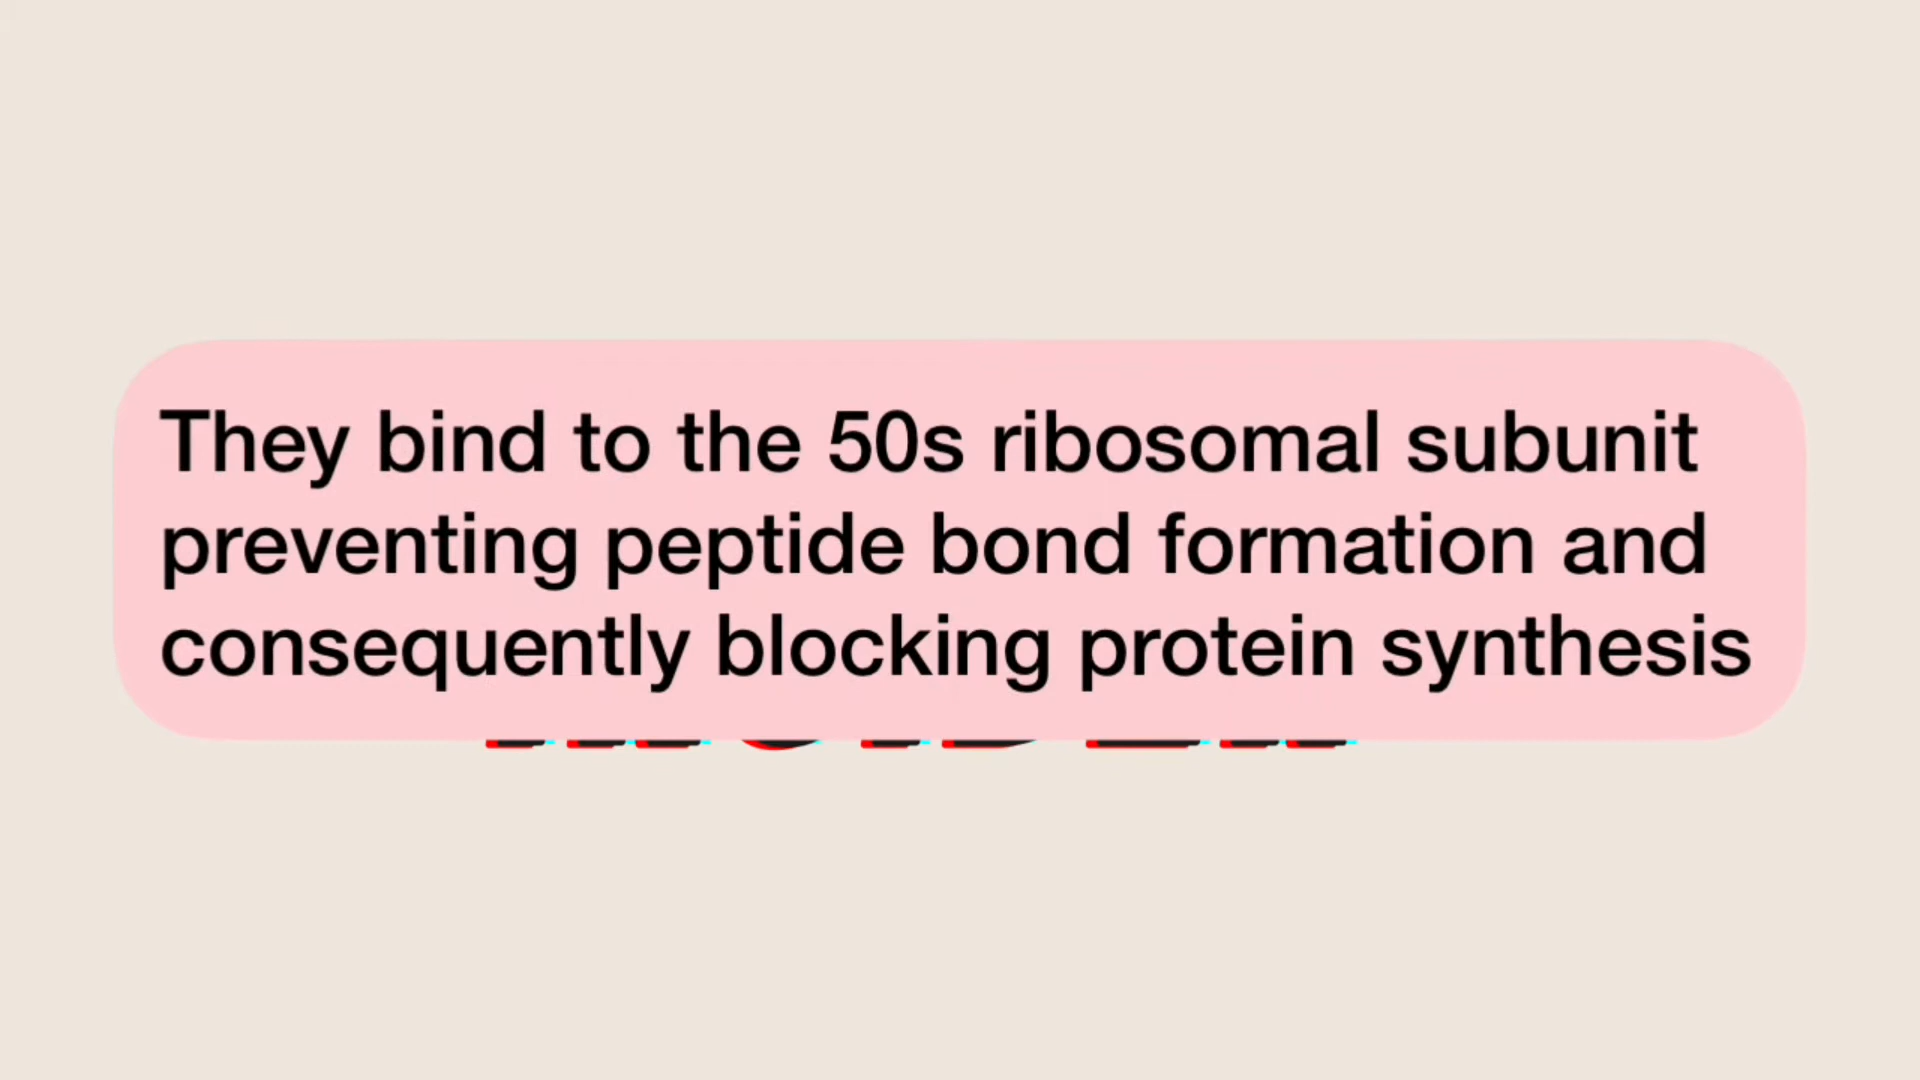 They bind to the 50s ribosomal subunit
preventing peptide bond formation and
consequently blocking protein synthesis